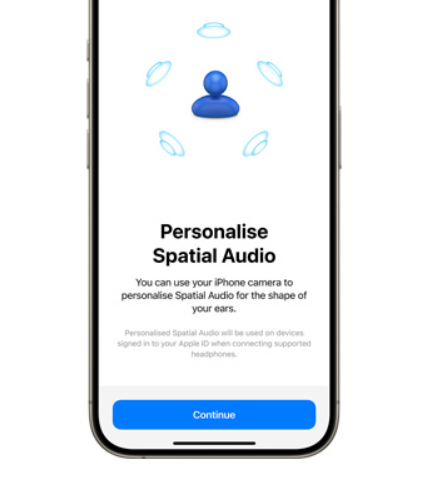 Personalise
Spatial Audio
You can use your iPhone camera to
personalise Spatial Audio for the shape of
your ears.
Personalised Spatial Audio will be used on devices
signed in to your Apple ID when connecting supported
headphones.
Continue